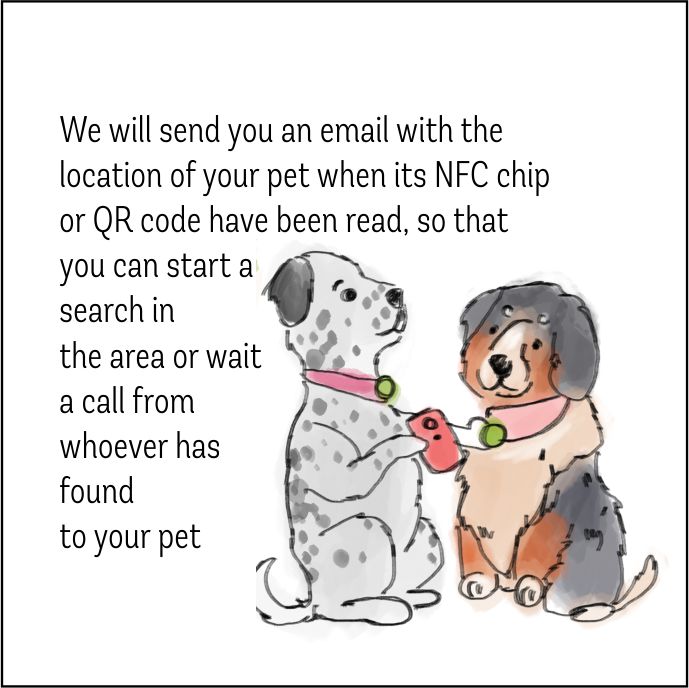 We will send you an email with the
location of your pet when its NFC chip
or QR code have been read, so that
you can start a
search in
the area or wait
a call from
whoever has
found
to your pet